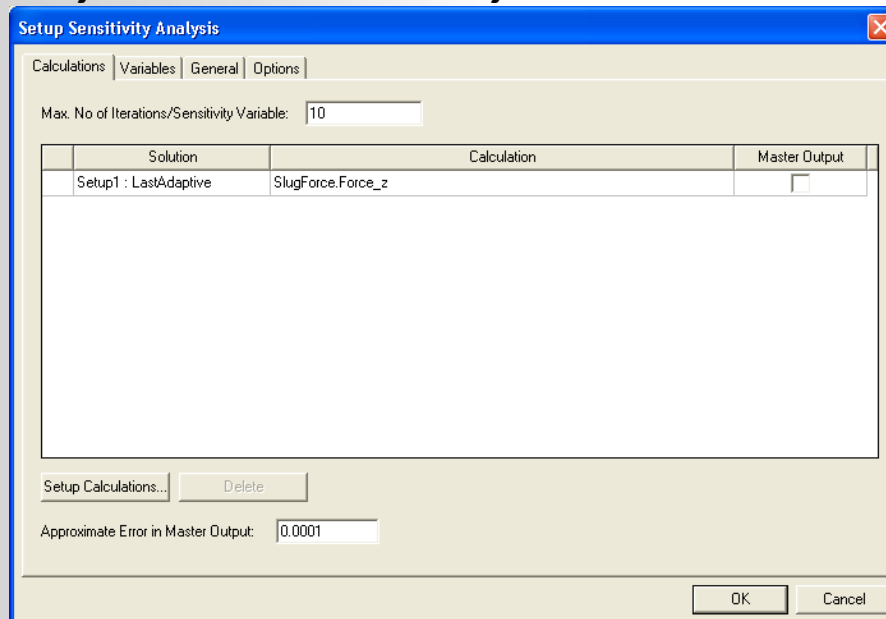 Setup Sensitivity Analysis
Calculations Variables General Options
Max. No of Iterations/Sensitivity Variable: 10
Solution Calculation Master Output
Setup1 : LastAdaptive SlugForce.Force_z
Setup Calculations... Delete
Approximate Error in Master Output: 0.0001
OK Cancel